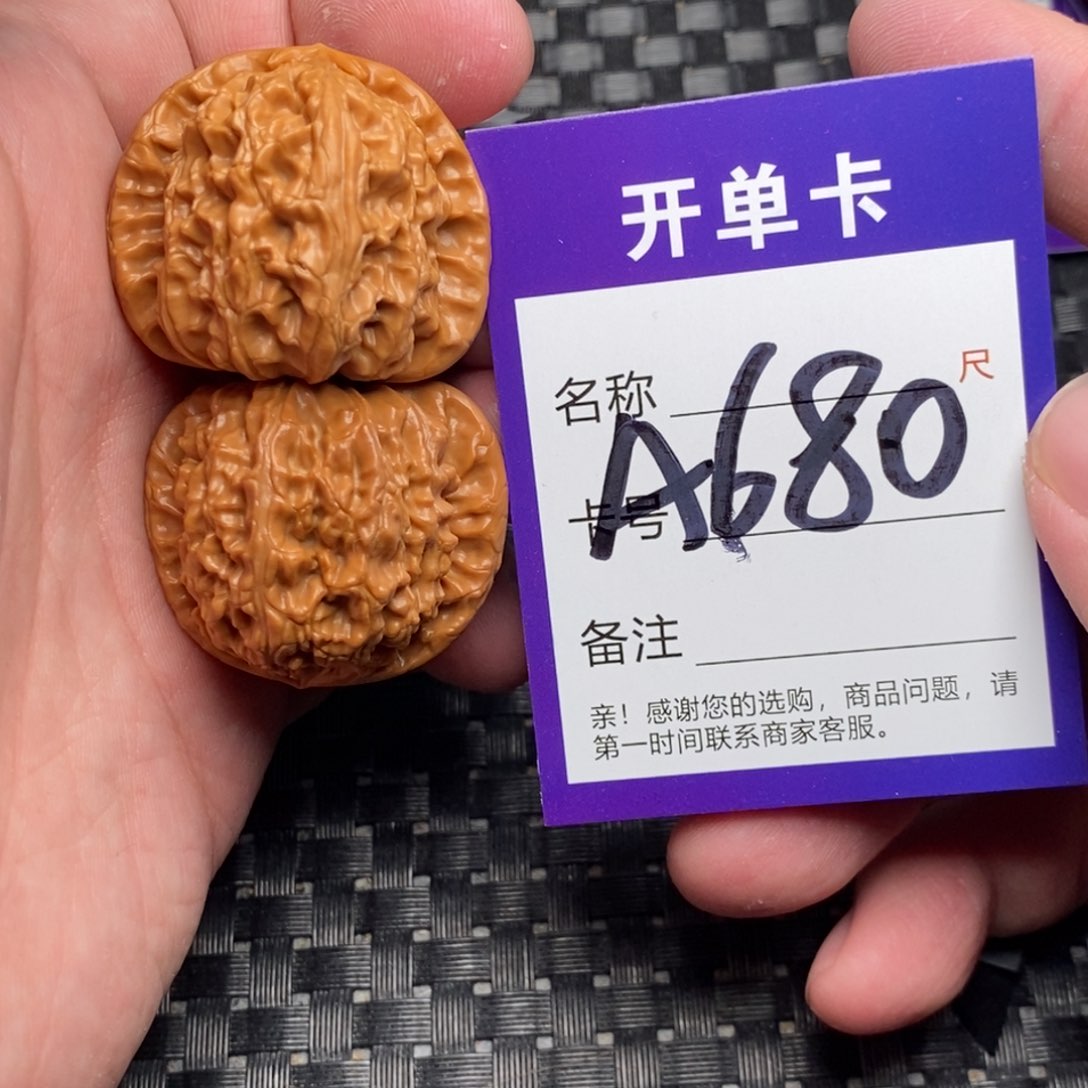 开单卡
名称
尺
A680
卡号
备注
亲！感谢您的选购，商品问题，请
第一时间联系商家客服。